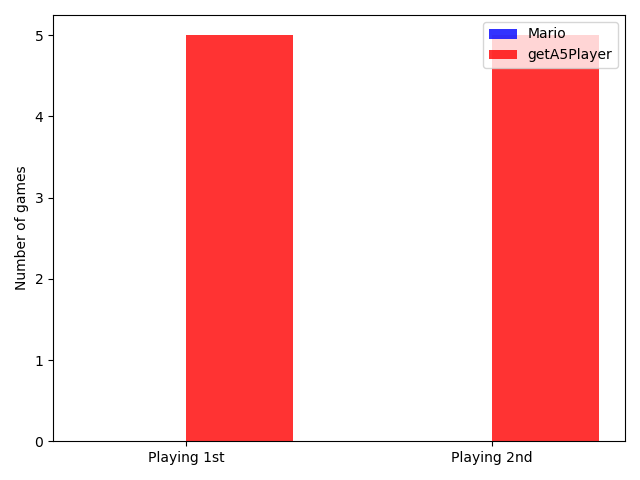 Mario
getA5Player
Number of games
5
4
3
2
1
0
Playing 1st
Playing 2nd